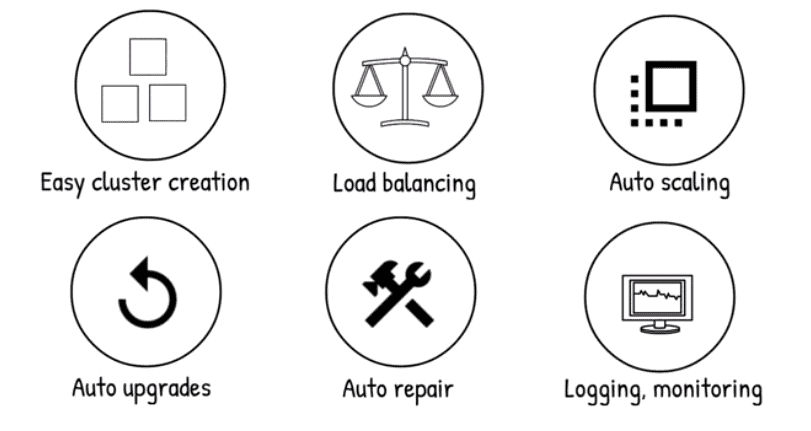 Easy cluster creation
Load balancing
Auto scaling
Auto upgrades
Auto repair
Logging, monitoring